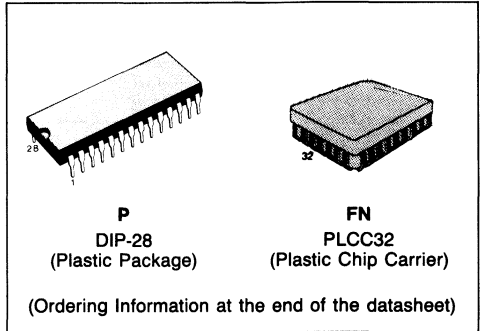 28
1
32
P
DIP-28
(Plastic Package)
FN
PLCC32
(Plastic Chip Carrier)
(Ordering Information at the end of the datasheet)